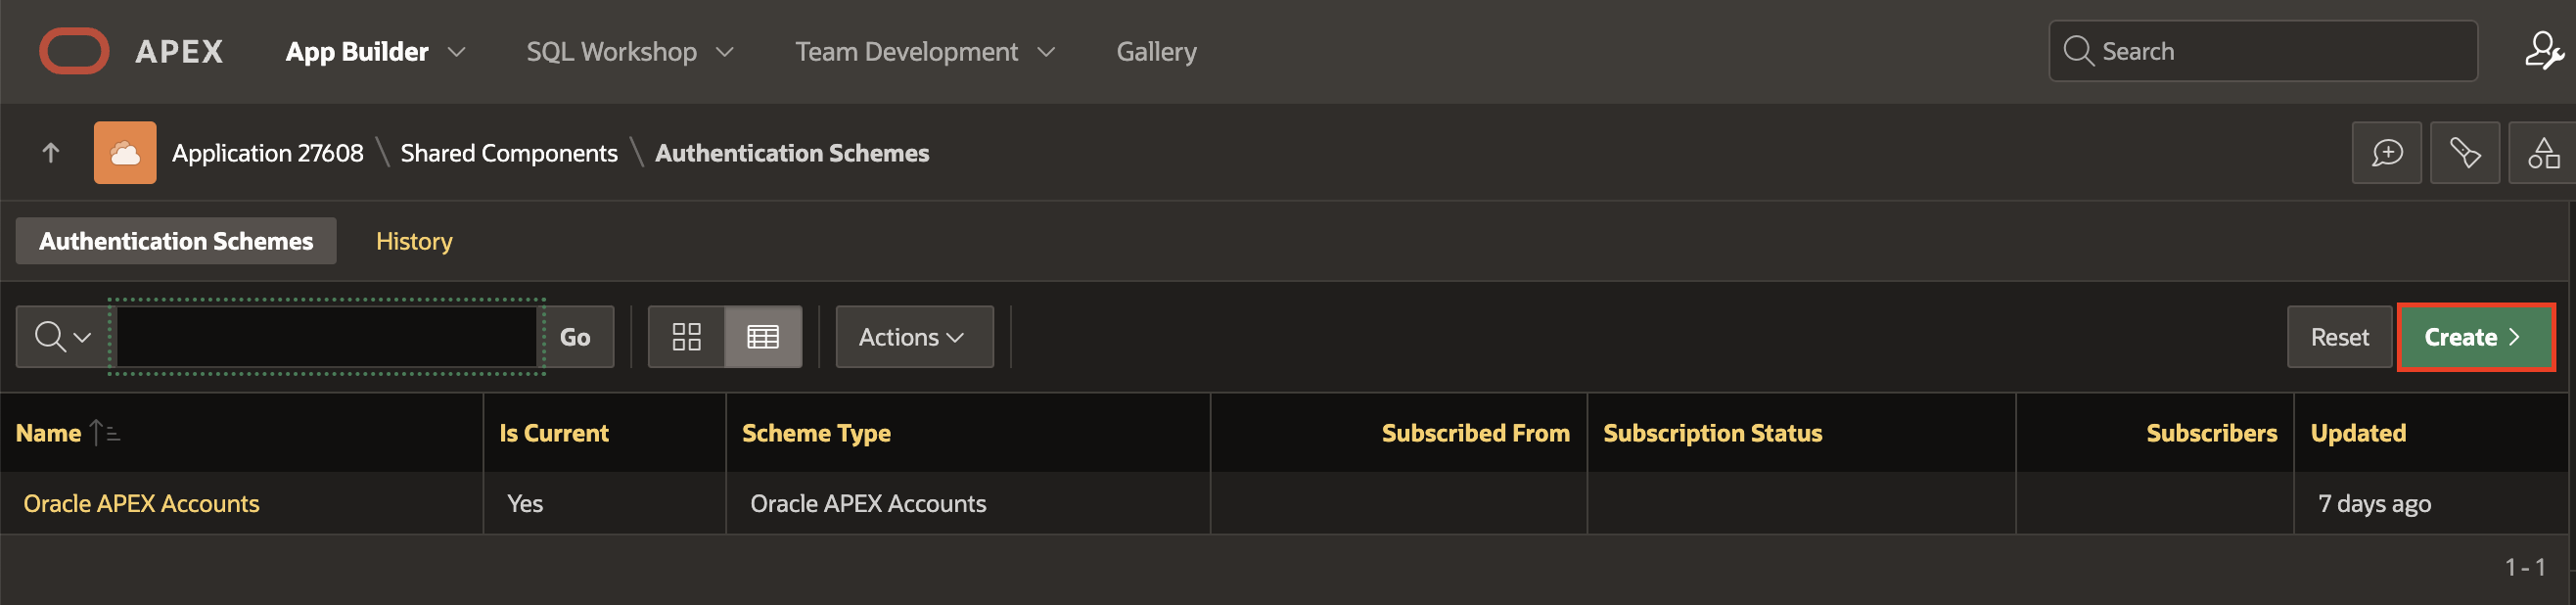 APEX App Builder SQL Workshop Team Development Gallery Search
Application 27608 \ Shared Components \ Authentication Schemes
Authentication Schemes History
Go Actions Reset Create
Name Is Current Scheme Type Subscribed From Subscription Status Subscribers Updated
Oracle APEX Accounts Yes Oracle APEX Accounts 7 days ago
1 - 1